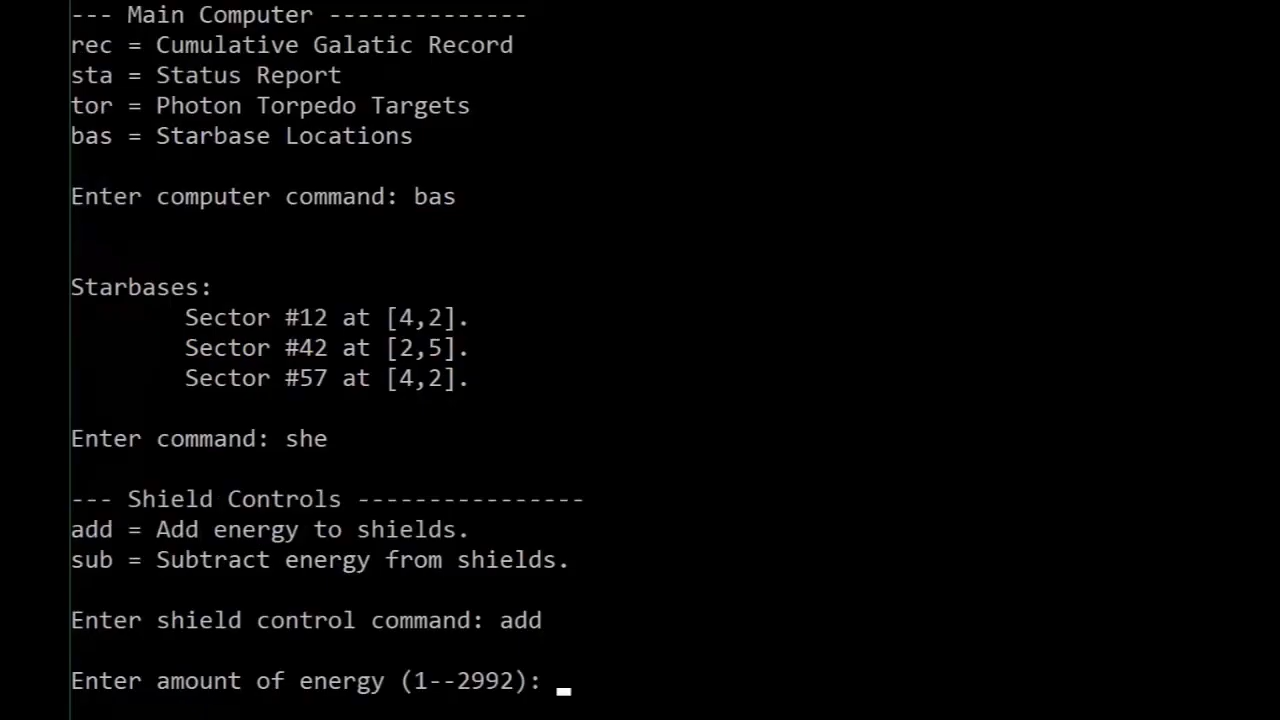 --- Main Computer --------------
rec = Cumulative Galatic Record
sta = Status Report
tor = Photon Torpedo Targets
bas = Starbase Locations
Enter computer command: bas
Starbases:
Sector #12 at [4,2].
Sector #42 at [2,5].
Sector #57 at [4,2].
Enter command: she
--- Shield Controls ----------------
add = Add energy to shields.
sub = Subtract energy from shields.
Enter shield control command: add
Enter amount of energy (1--2992):